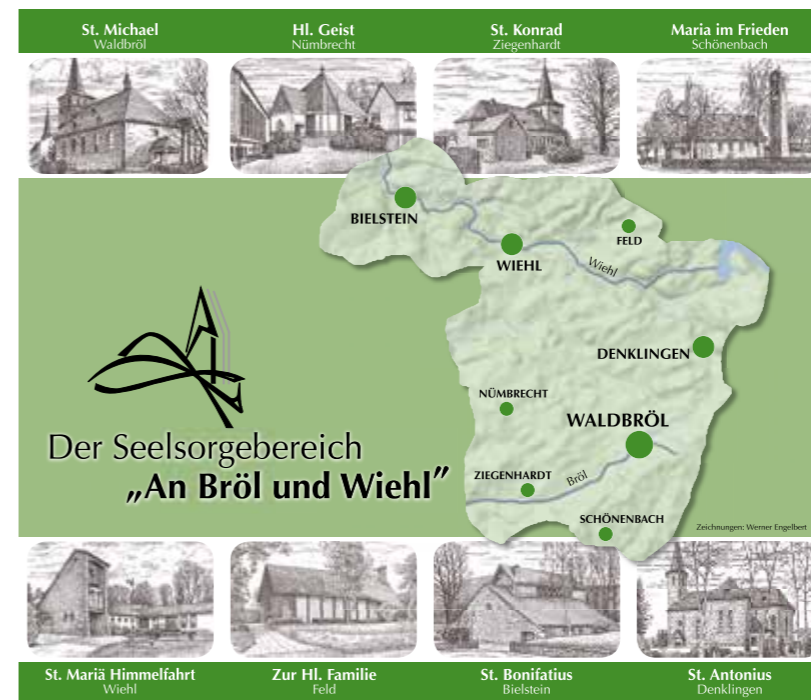 St. Michael
Waldbröl
Hl. Geist
Nümbrecht
St. Konrad
Ziegenhardt
Maria im Frieden
Schönenbach
BIELSTEIN
WIEHL
FELD
Wiehl
DENKLINGEN
NÜMBRECHT
WALDBRÖL
ZIEGENHARDT
Bröl
SCHÖNENBACH
Der Seelsorgebereich
„An Bröl und Wiehl”
Zeichnungen: Werner Engelbert
St. Mariä Himmelfahrt
Wiehl
Zur Hl. Familie
Feld
St. Bonifatius
Bielstein
St. Antonius
Denklingen